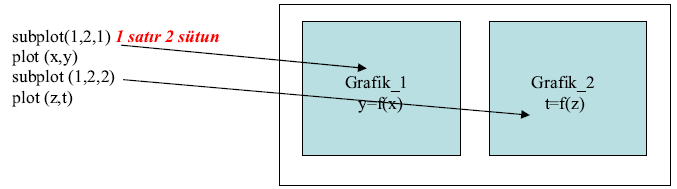 subplot(1,2,1) 1 satır 2 sütun
plot (x,y)
subplot (1,2,2)
plot (z,t)
Grafik_1
y=f(x)
Grafik_2
t=f(z)